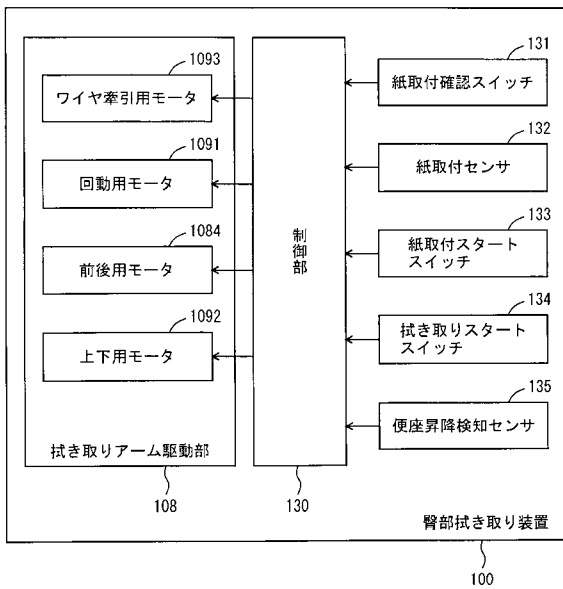 1093
ワイヤ牽引用モータ
1091
回動用モータ
1084
前後用モータ
1092
上下用モータ
拭き取りアーム駆動部
108
制御部
130
131
紙取付確認スイッチ
132
紙取付センサ
133
紙取付スタート
スイッチ
134
拭き取りスタート
スイッチ
135
便座昇降検知センサ
臀部拭き取り装置
100